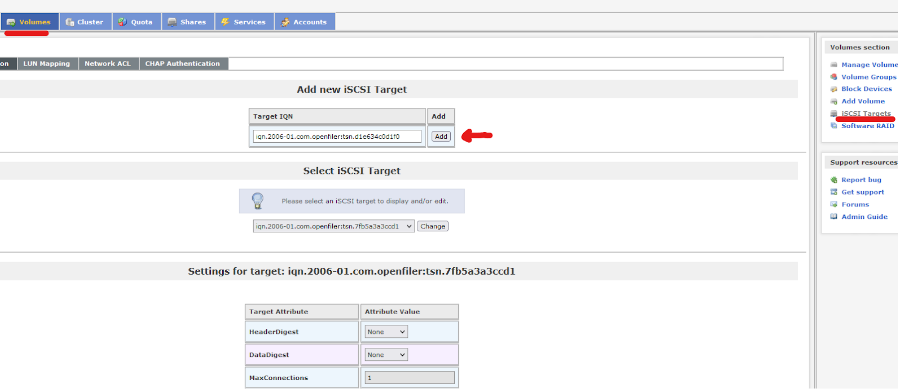 Volumes Cluster Quota Shares Services Accounts
on LUN Mapping Network ACL CHAP Authentication
Add new iSCSI Target
Target IQN Add
iqn.2006-01.com.openfiler:tsn.d1e634c0d1f0 Add
Select iSCSI Target
Please select an iSCSI target to display and/or edit.
iqn.2006-01.com.openfiler:tsn.7fb5a3a3ccd1 Change
Settings for target: iqn.2006-01.com.openfiler:tsn.7fb5a3a3ccd1
Target Attribute Attribute Value
HeaderDigest None
DataDigest None
MaxConnections 1
Volumes section
Manage Volume
Volume Groups
Block Devices
Add Volume
iSCSI Targets
Software RAID
Support resources
Report bug
Get support
Forums
Admin Guide